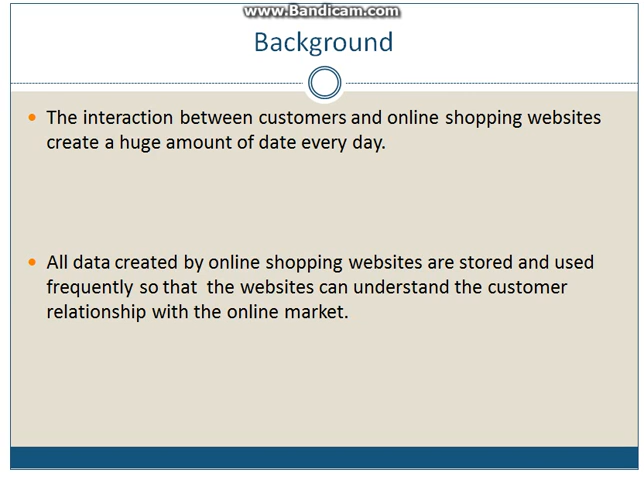 www.Bandicam.com
Background
The interaction between customers and online shopping websites
create a huge amount of date every day.
All data created by online shopping websites are stored and used
frequently so that the websites can understand the customer
relationship with the online market.